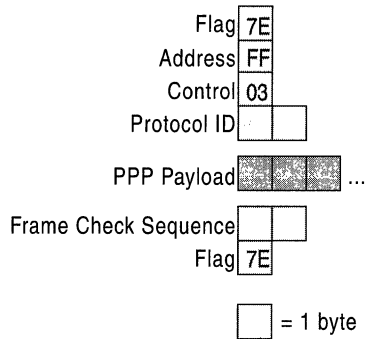 Flag 7E
Address FF
Control 03
Protocol ID
PPP Payload ...
Frame Check Sequence
Flag 7E
= 1 byte